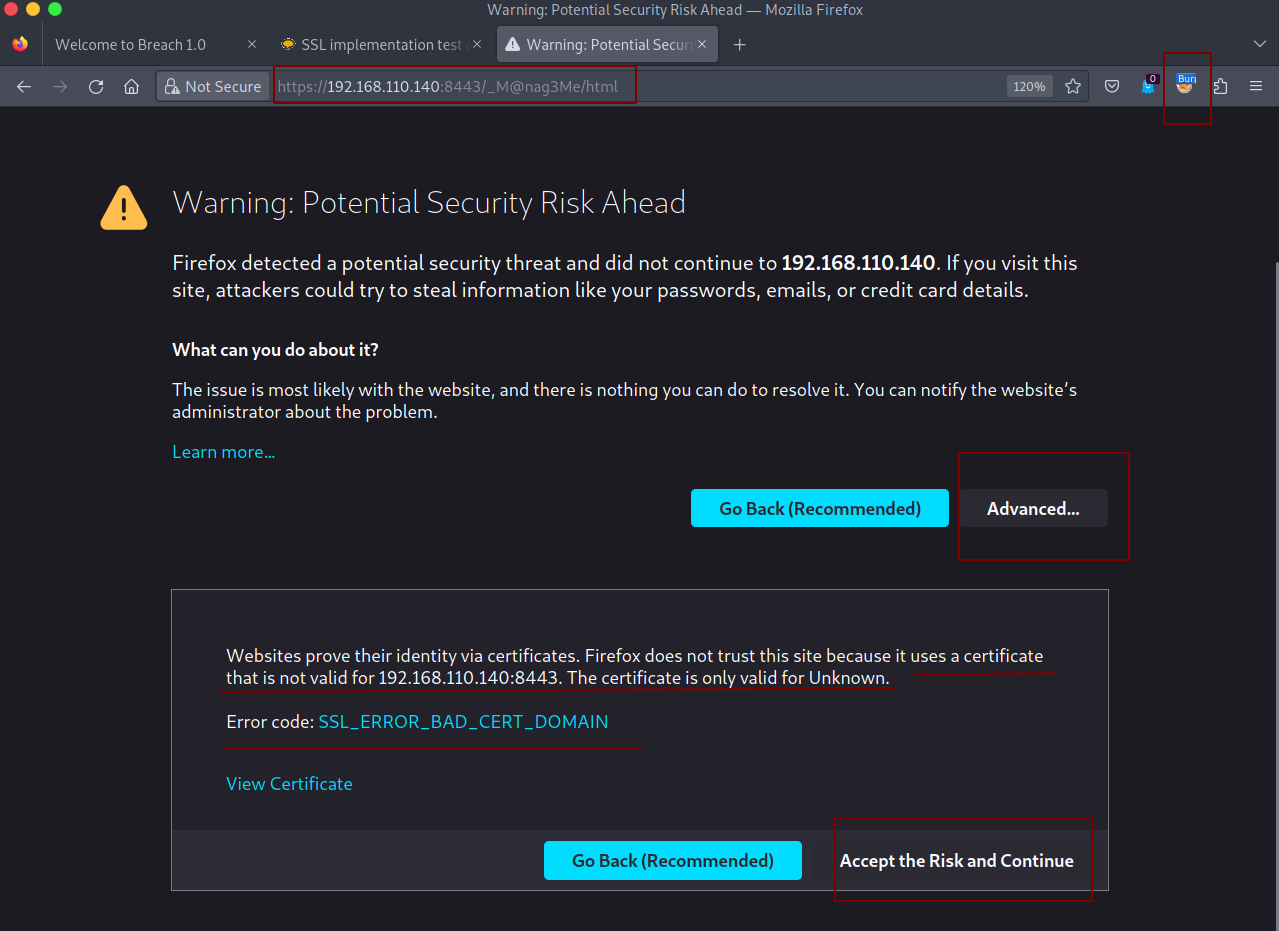 Warning: Potential Security Risk Ahead — Mozilla Firefox
Welcome to Breach 1.0
SSL implementation test
Warning: Potential Securi
Not Secure
https://192.168.110.140:8443/_M@nag3Me/html
120%
0
Burp
Warning: Potential Security Risk Ahead
Firefox detected a potential security threat and did not continue to 192.168.110.140. If you visit this
site, attackers could try to steal information like your passwords, emails, or credit card details.
What can you do about it?
The issue is most likely with the website, and there is nothing you can do to resolve it. You can notify the website’s
administrator about the problem.
Learn more…
Go Back (Recommended)
Advanced…
Websites prove their identity via certificates. Firefox does not trust this site because it uses a certificate
that is not valid for 192.168.110.140:8443. The certificate is only valid for Unknown.
Error code: SSL_ERROR_BAD_CERT_DOMAIN
View Certificate
Go Back (Recommended)
Accept the Risk and Continue